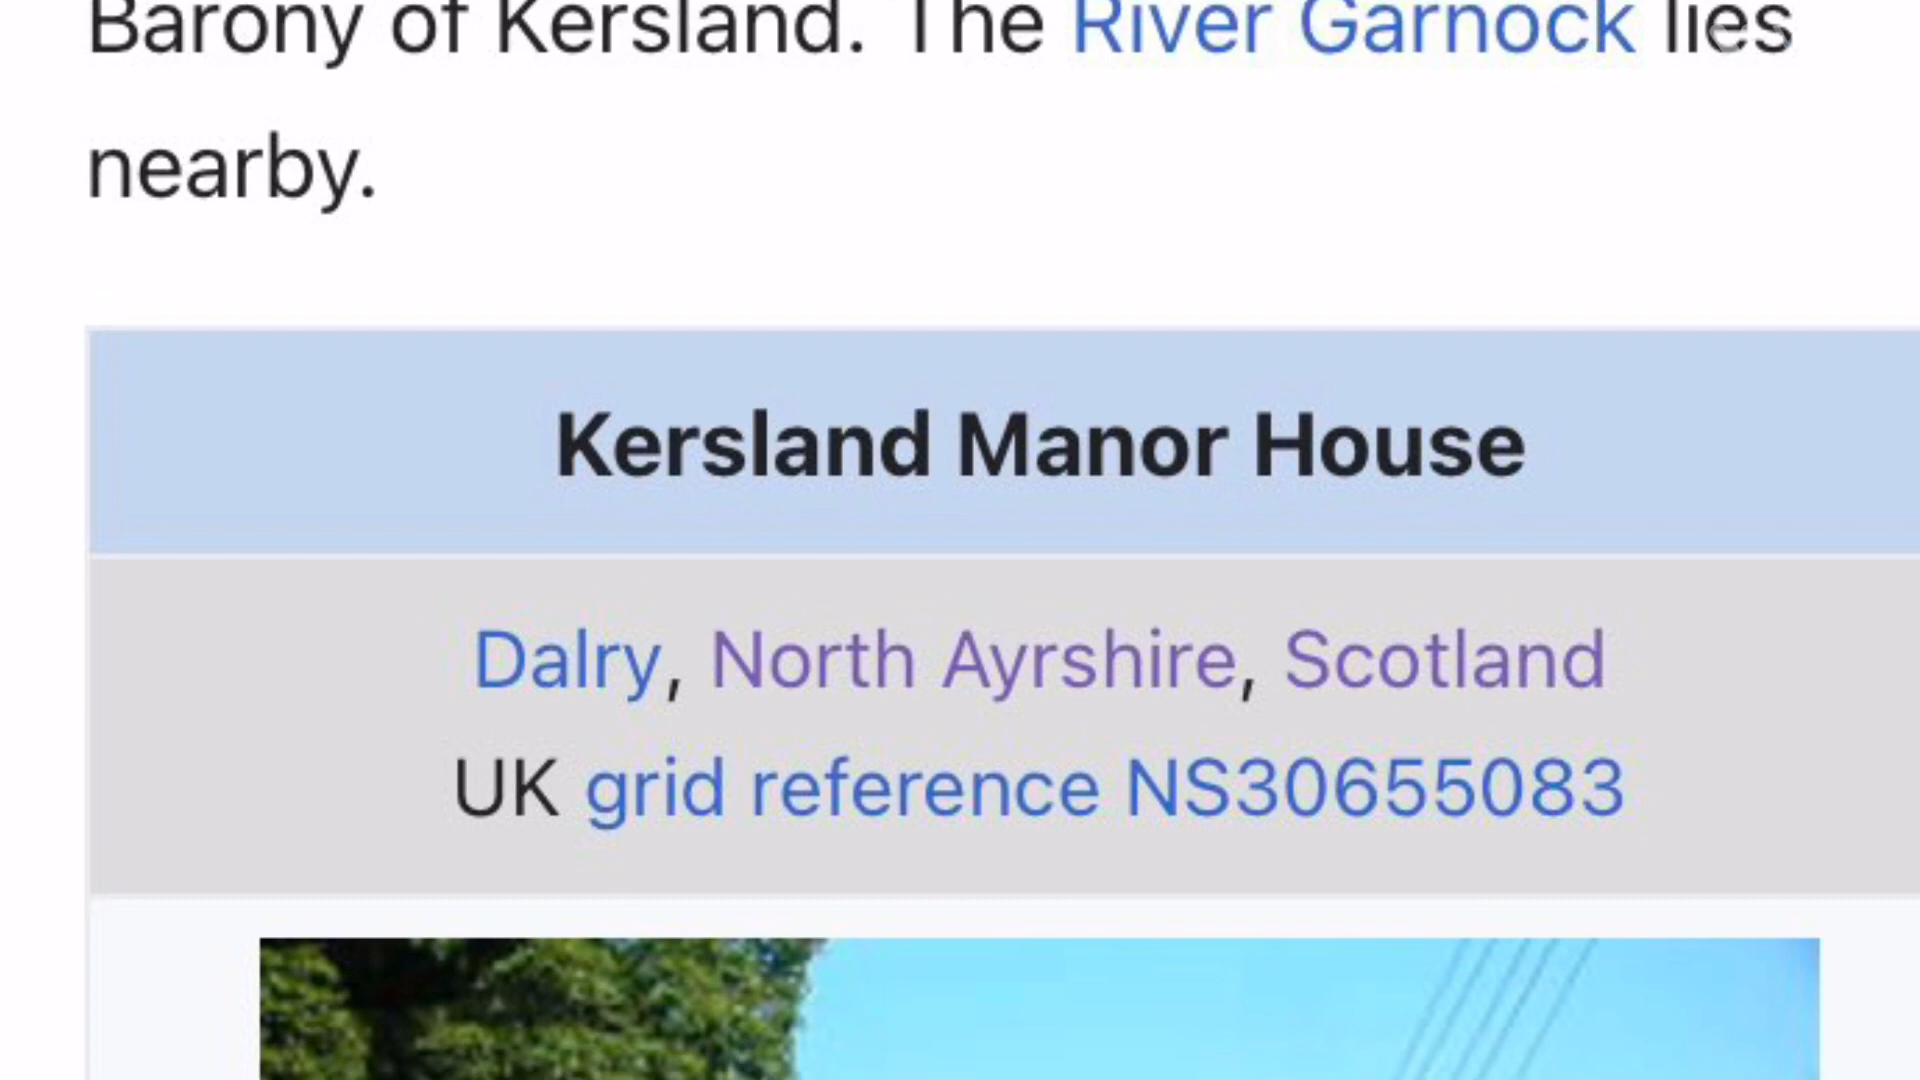 Barony of Kersland. The River Garnock lies
nearby.
Kersland Manor House
Dalry, North Ayrshire, Scotland
UK grid reference NS30655083